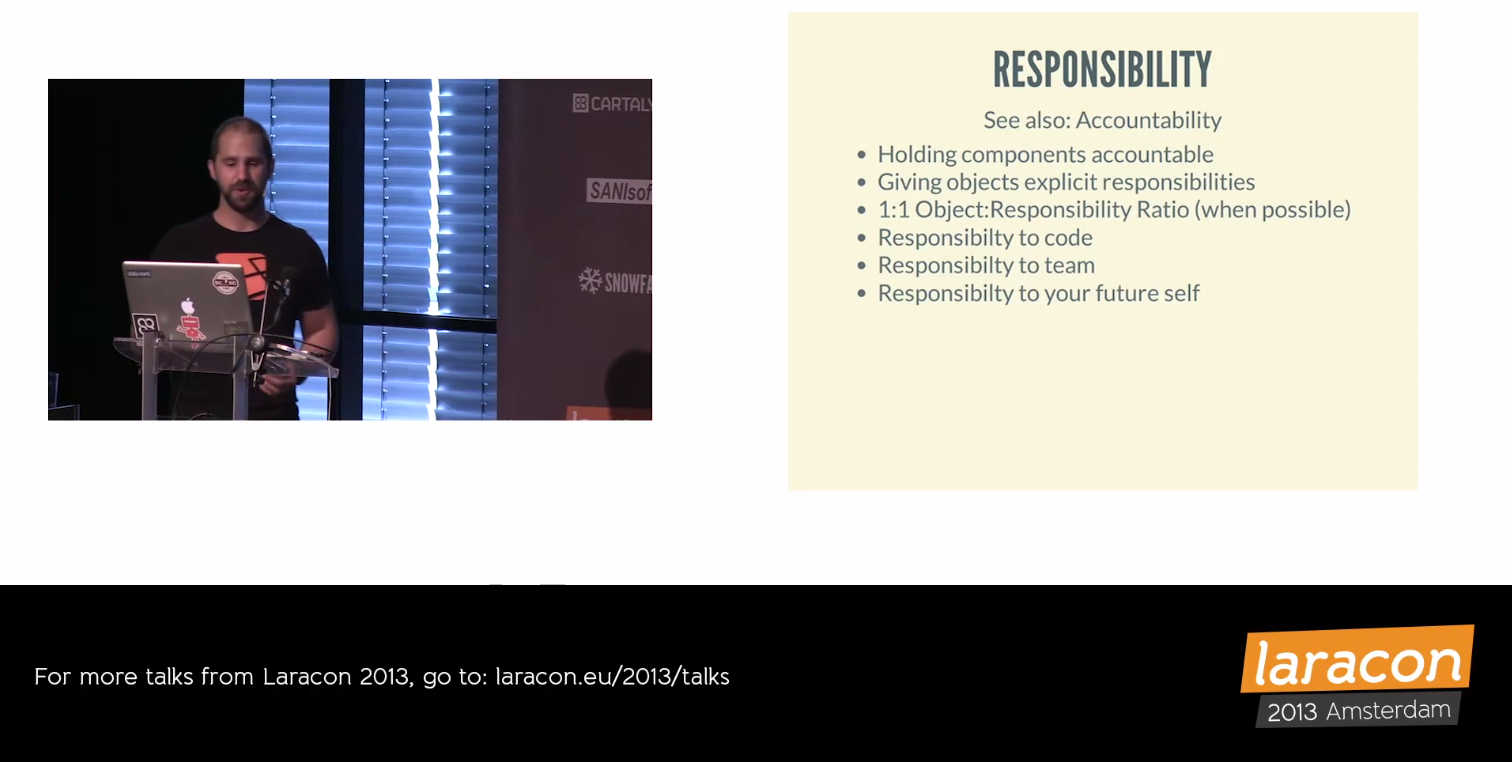 CARTALY
SANIsof
SNOWFA
laracon
RESPONSIBILITY
See also: Accountability
• Holding components accountable
• Giving objects explicit responsibilities
• 1:1 Object:Responsibility Ratio (when possible)
• Responsibilty to code
• Responsibilty to team
• Responsibilty to your future self
For more talks from Laracon 2013, go to: laracon.eu/2013/talks
laracon
2013 Amsterdam